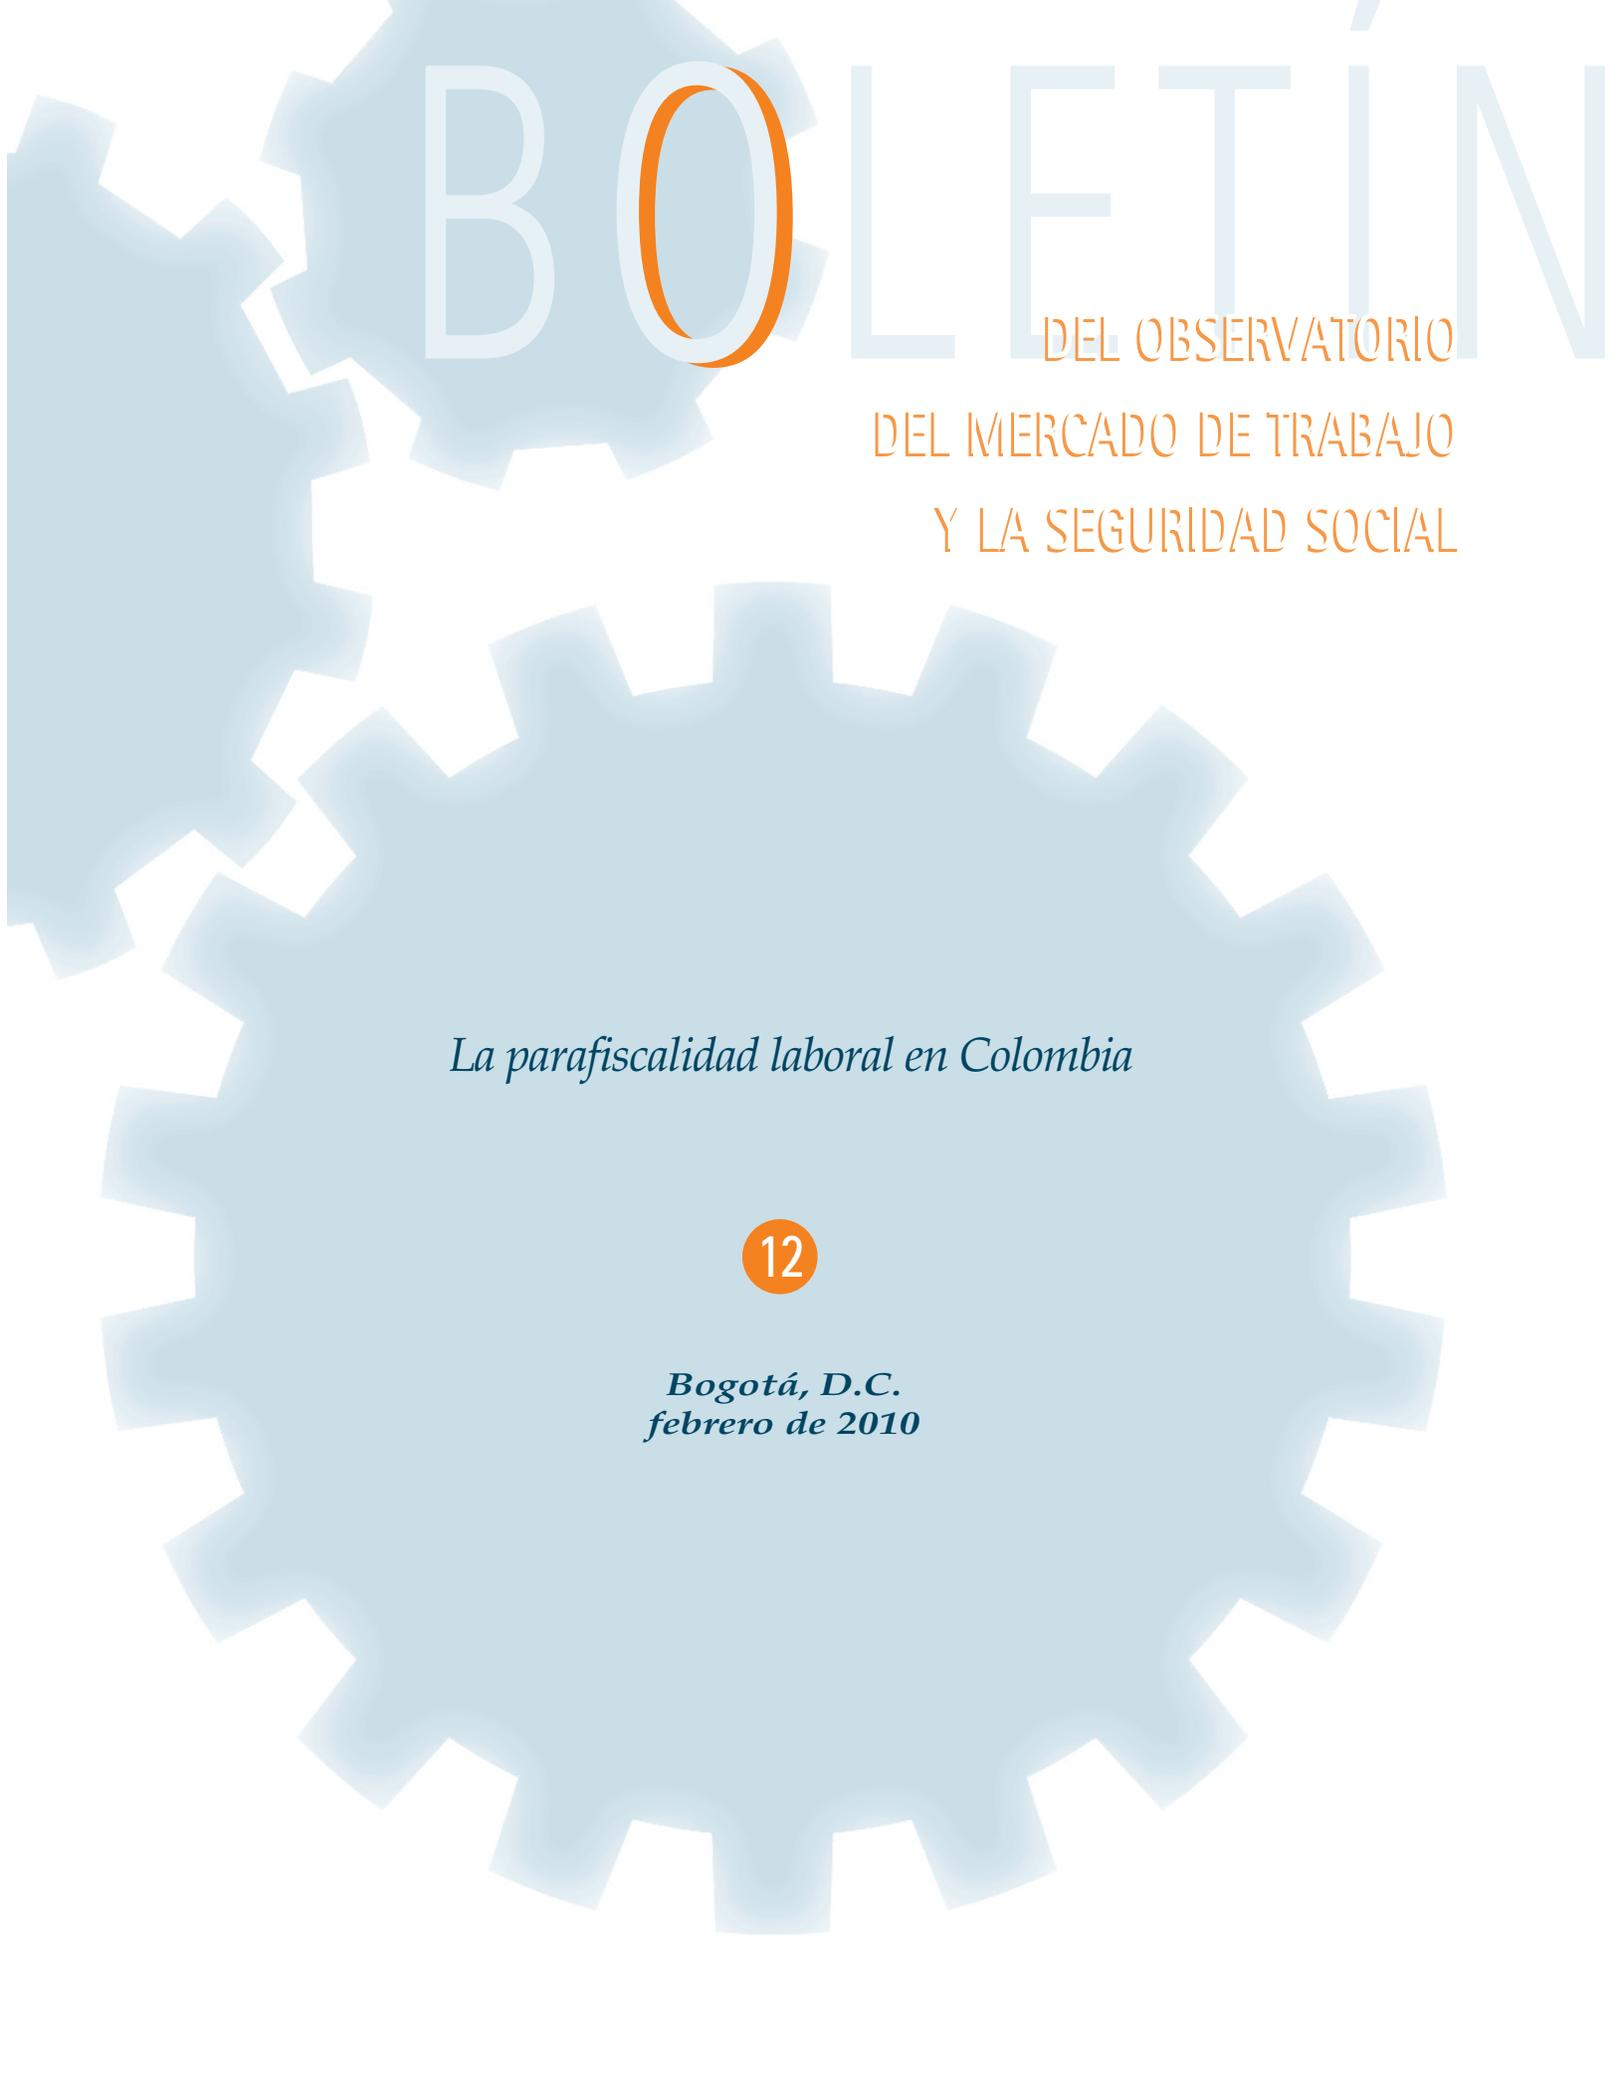 BOLETÍN
DEL OBSERVATORIO
DEL MERCADO DE TRABAJO
Y LA SEGURIDAD SOCIAL
La parafiscalidad laboral en Colombia
12
Bogotá, D.C.
febrero de 2010